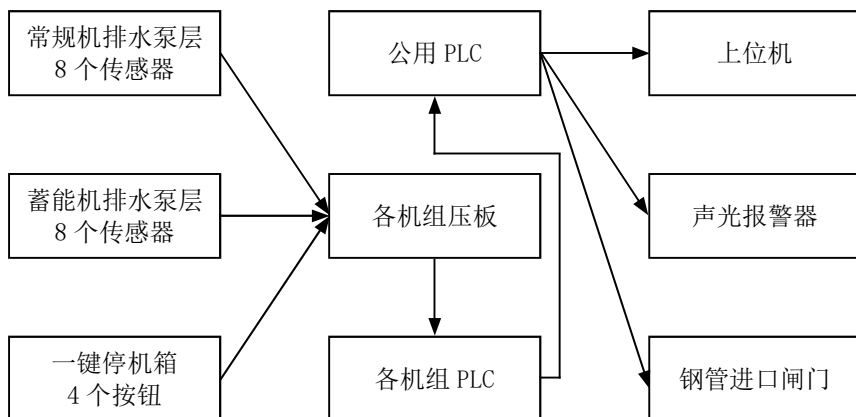 常规机排水泵层
8 个传感器
公用 PLC
上位机
蓄能机排水泵层
8 个传感器
各机组压板
声光报警器
一键停机箱
4 个按钮
各机组 PLC
钢管进口闸门